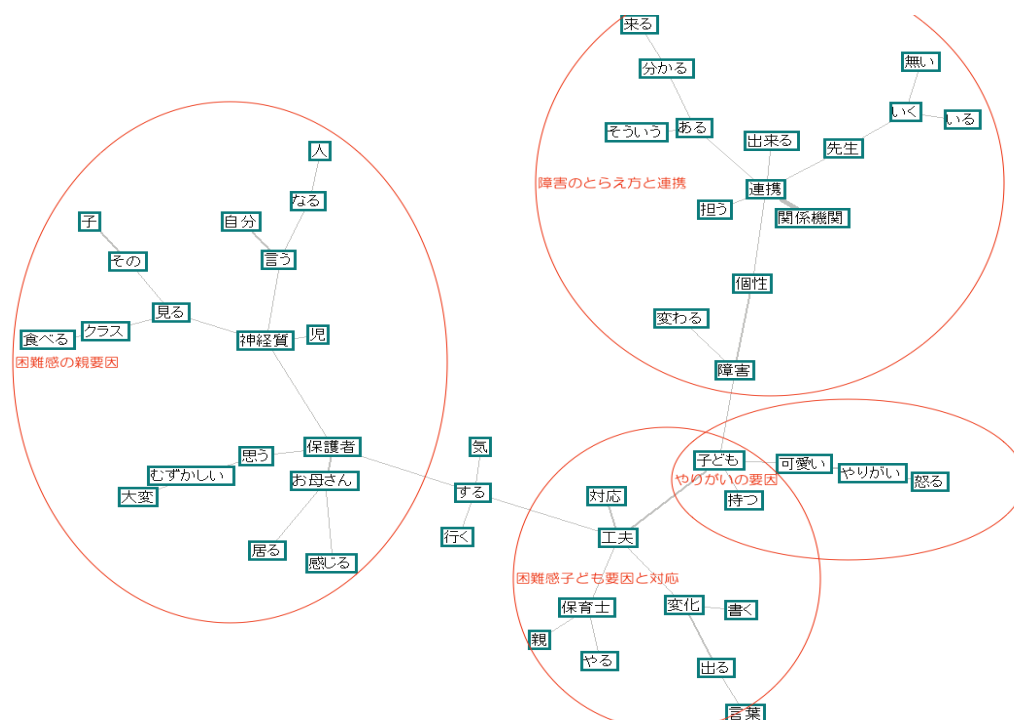 来る
分かる
無い
いく
いる
そういう
ある
出来る
先生
障害のとらえ方と連携
連携
担う
関係機関
個性
変わる
障害
人
なる
子
自分
その
言う
見る
クラス
食べる
神経質
児
困難感の親要因
保護者
思う
むずかしい
お母さん
大変
居る
感じる
気
する
行く
子ども
可愛い
やりがい
怒る
やりがいの要因
持つ
対応
工夫
困難感子ども要因と対応
保育士
変化
書く
親
やる
出る
言葉